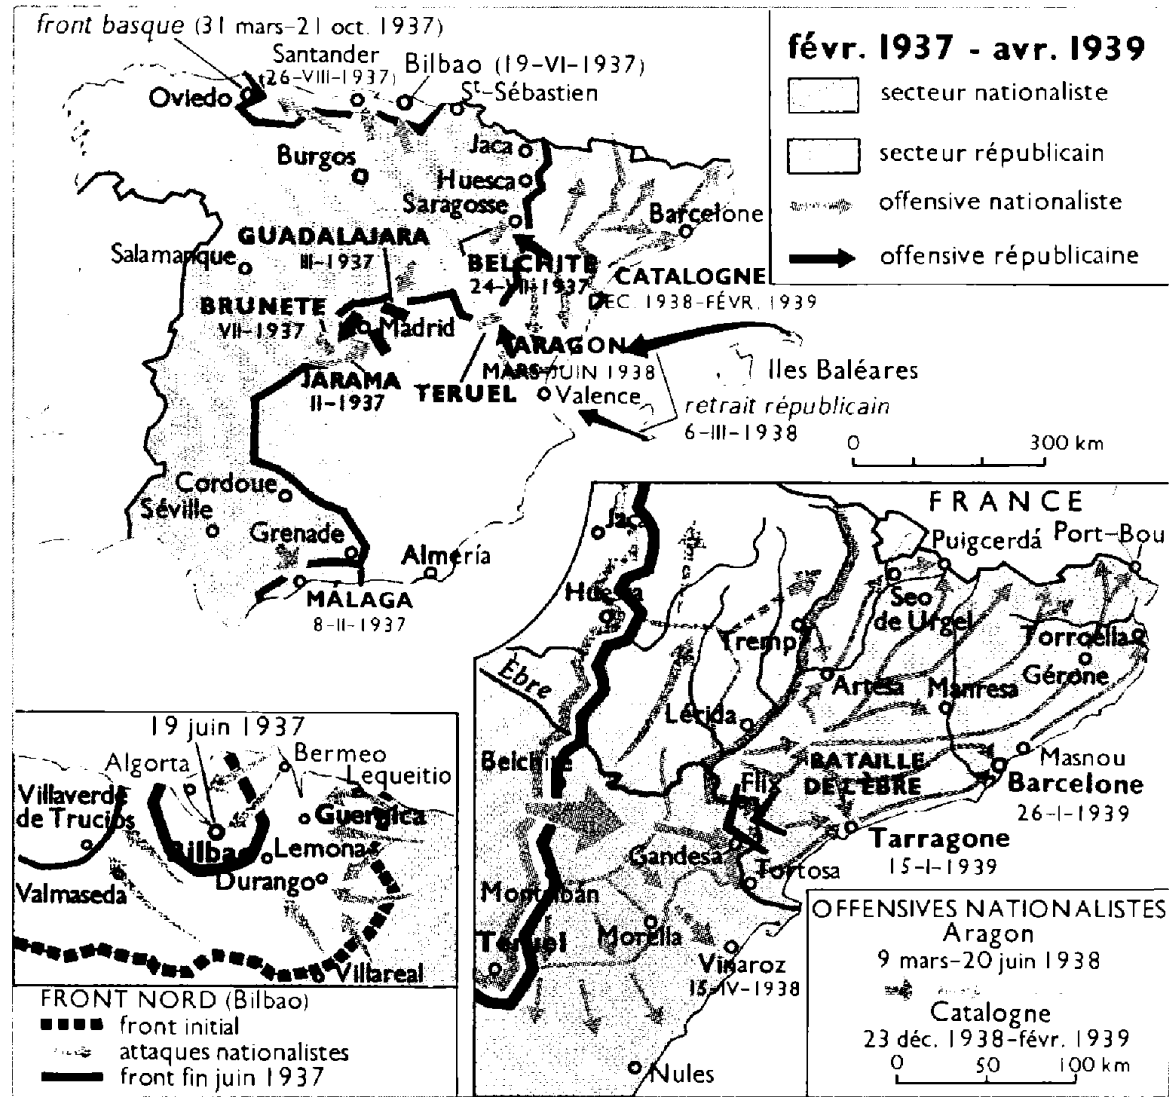 front basque (31 mars-21 oct. 1937)
Santander
(26-VIII-1937)
Bilbao (19-VI-1937)
St-Sébastien
Oviedo
Burgos
Jaca
Huesca
Saragosse
Barcelone
GUADALAJARA
III-1937
Salamanque
BELCHITE
24-VIII-1937
CATALOGNE
DEC. 1938-FÉVR. 1939
BRUNETE
VII-1937
Madrid
ARAGON
MARS-JUIN 1938
JARAMA
II-1937
TERUEL
Valence
Iles Baléares
retrait républicain
6-III-1938
0 300 km
Cordoue
Séville
Grenade
Almería
MÁLAGA
8-II-1937
févr. 1937 - avr. 1939
secteur nationaliste
secteur républicain
offensive nationaliste
offensive républicaine
19 juin 1937
Algorta
Bermeo
Lequeitio
Villaverde
de Trucios
Guernica
Bilbao
Lemona
Durango
Valmaseda
Villareal
FRONT NORD (Bilbao)
front initial
attaques nationalistes
front fin juin 1937
FRANCE
Jaca
Puigcerdá
Port-Bou
Huesca
Seo
de Urgel
Tremp
Torroella
Gérone
Èbre
Artesa
Manresa
Lérida
Belchite
BATAILLE
DE L'EBRE
Flix
Masnou
Barcelone
26-I-1939
Tarragone
15-I-1939
Gandesa
Tortosa
Montalbán
Morella
Teruel
Vinaroz
15-IV-1938
Nules
OFFENSIVES NATIONALISTES
Aragon
9 mars-20 juin 1938
Catalogne
23 déc. 1938-févr. 1939
0 50 100 km